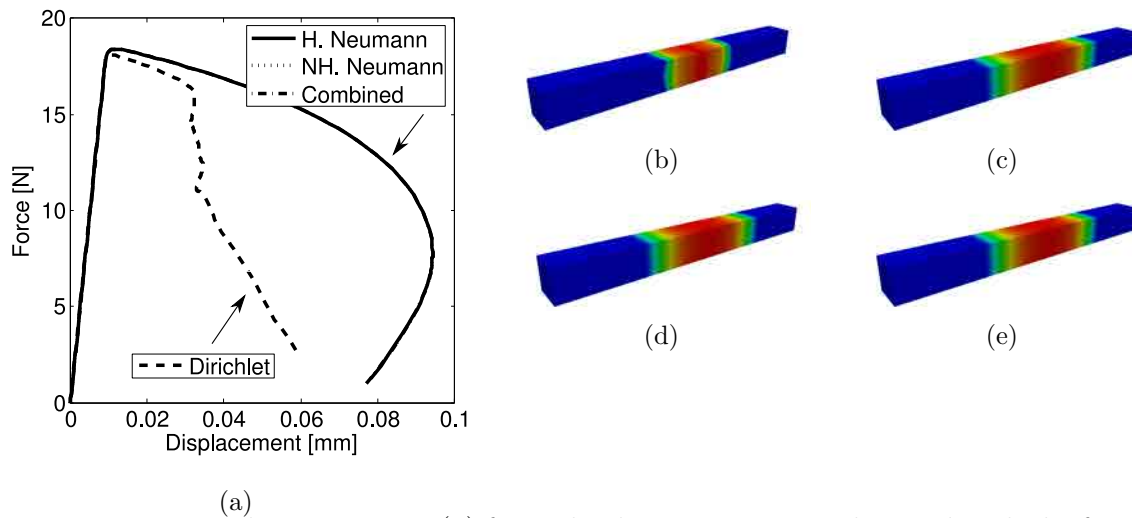 20
15
10
5
0
Force [N]
H. Neumann
NH. Neumann
Combined
Dirichlet
0 0.02 0.04 0.06 0.08 0.1
Displacement [mm]
(a)
(b)
(c)
(d)
(e)